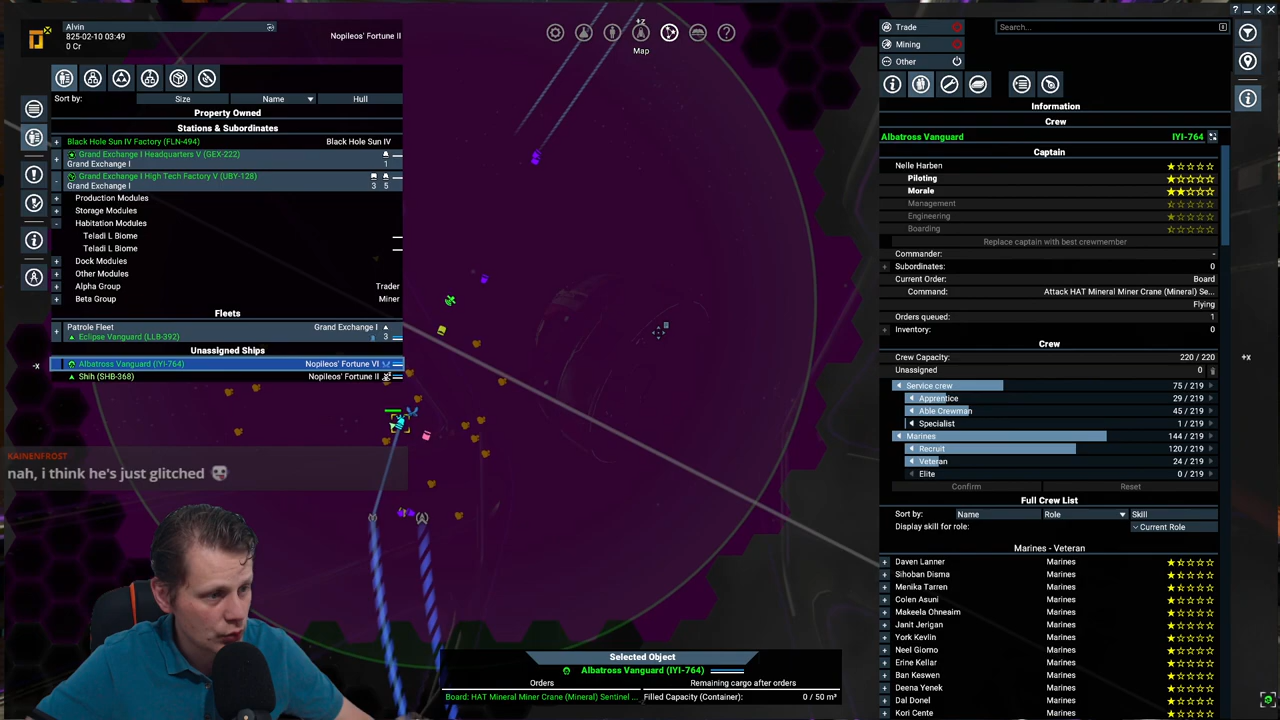 Alvin
825-02-10 03:49
0 Cr
Nopileos' Fortune II
Sort by:
Size
Name
Hull
Property Owned
Stations & Subordinates
Black Hole Sun IV Factory (FLN-494)
Black Hole Sun IV
Grand Exchange I Headquarters V (GEX-222)
Grand Exchange I
1
Grand Exchange I High Tech Factory V (UBY-128)
Grand Exchange I
3 5
Production Modules
Storage Modules
Habitation Modules
Teladi L Biome
Teladi L Biome
Dock Modules
Other Modules
Alpha Group
Trader
Beta Group
Miner
Fleets
Patrole Fleet
Grand Exchange I
Eclipse Vanguard (LLB-392)
3
Unassigned Ships
Albatross Vanguard (IYI-764)
Nopileos' Fortune VI
Shih (SHB-368)
Nopileos' Fortune II
-X
+Z
Map
+X
KAINENFROST
nah, i think he's just glitched
Selected Object
Albatross Vanguard (IYI-764)
Orders
Remaining cargo after orders
Board: HAT Mineral Miner Crane (Mineral) Sentinel ...
Filled Capacity (Container):
0 / 50 m³
Trade
Mining
Other
Search...
Information
Crew
Albatross Vanguard
IYI-764
Captain
Nelle Harben
Piloting
Morale
Management
Engineering
Boarding
Replace captain with best crewmember
Commander:
-
Subordinates:
0
Current Order:
Board
Command:
Attack HAT Mineral Miner Crane (Mineral) Se...
Flying
Orders queued:
1
Inventory:
0
Crew
Crew Capacity:
220 / 220
Unassigned
0
Service crew
75 / 219
Apprentice
29 / 219
Able Crewman
45 / 219
Specialist
1 / 219
Marines
144 / 219
Recruit
120 / 219
Veteran
24 / 219
Elite
0 / 219
Confirm
Reset
Full Crew List
Sort by:
Name
Role
Skill
Display skill for role:
Current Role
Marines - Veteran
Daven Lanner
Marines
Sihoban Disma
Marines
Menika Tarren
Marines
Colen Asuni
Marines
Makeela Ohneaim
Marines
Janit Jerigan
Marines
York Kevlin
Marines
Neel Giomo
Marines
Erine Kellar
Marines
Ban Keswen
Marines
Deena Yenek
Marines
Dal Donel
Marines
Kori Cente
Marines